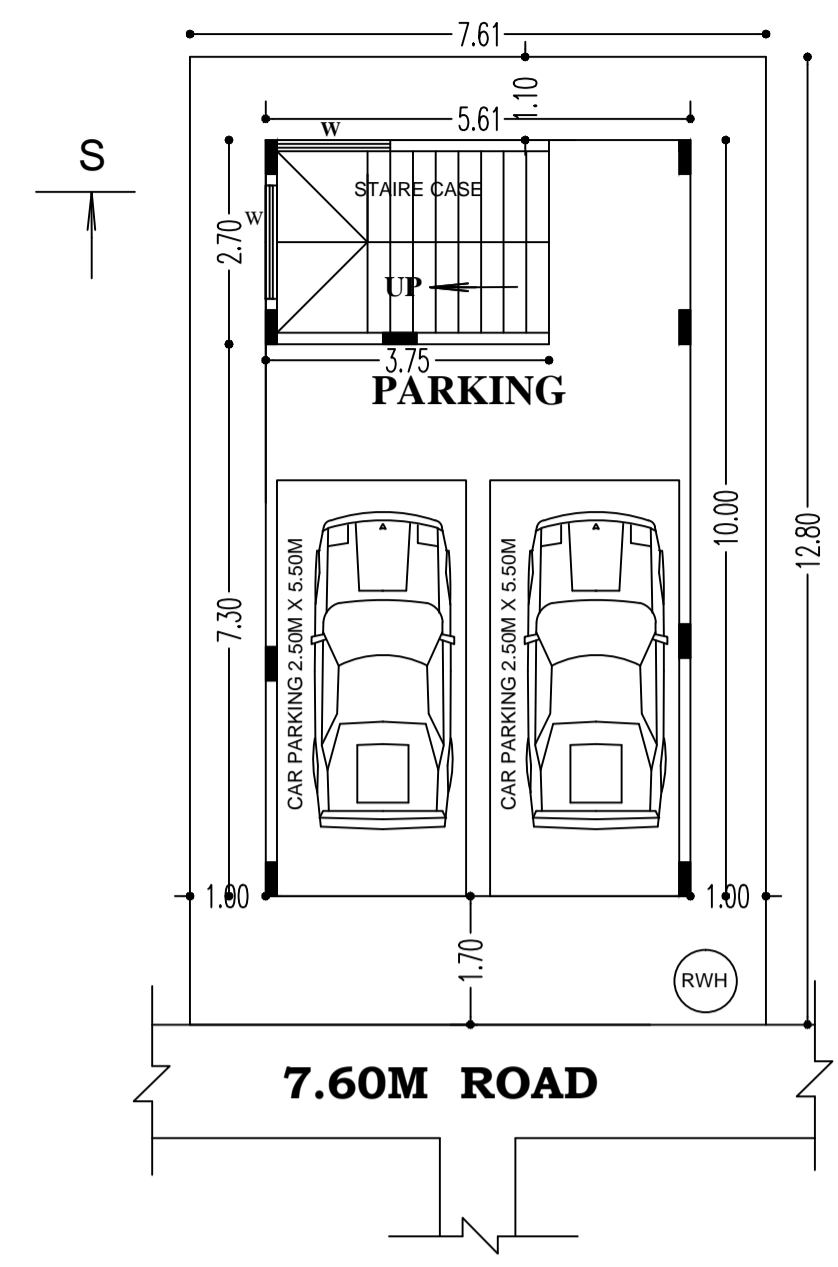 7.61
1.10
5.61
W
S
STAIRE CASE
W
2.70
UP
3.75
PARKING
10.00
12.80
CAR PARKING 2.50M X 5.50M
CAR PARKING 2.50M X 5.50M
7.30
1.00
1.00
1.70
RWH
7.60M ROAD